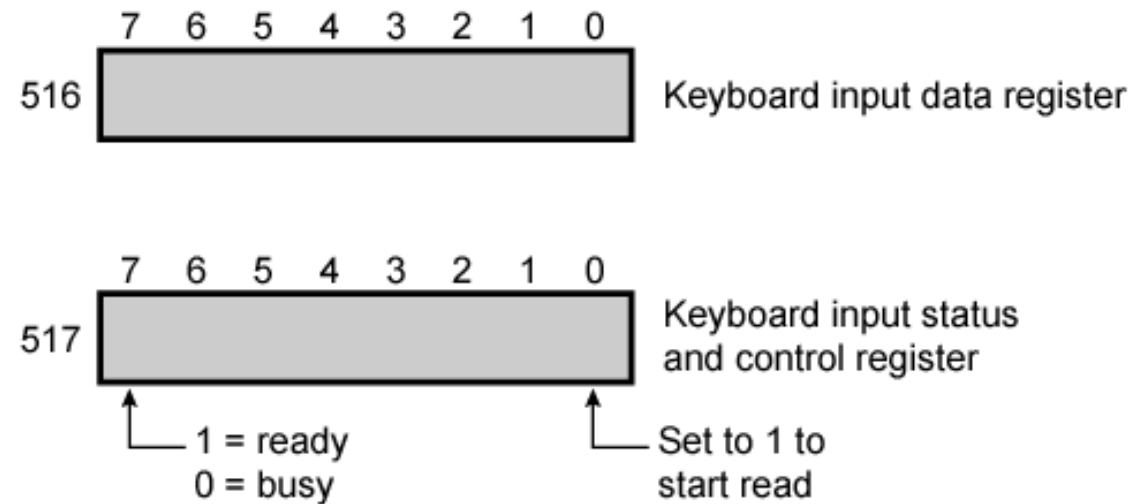 7 6 5 4 3 2 1 0
516 Keyboard input data register
7 6 5 4 3 2 1 0
517 Keyboard input status
and control register
1 = ready
0 = busy
Set to 1 to
start read